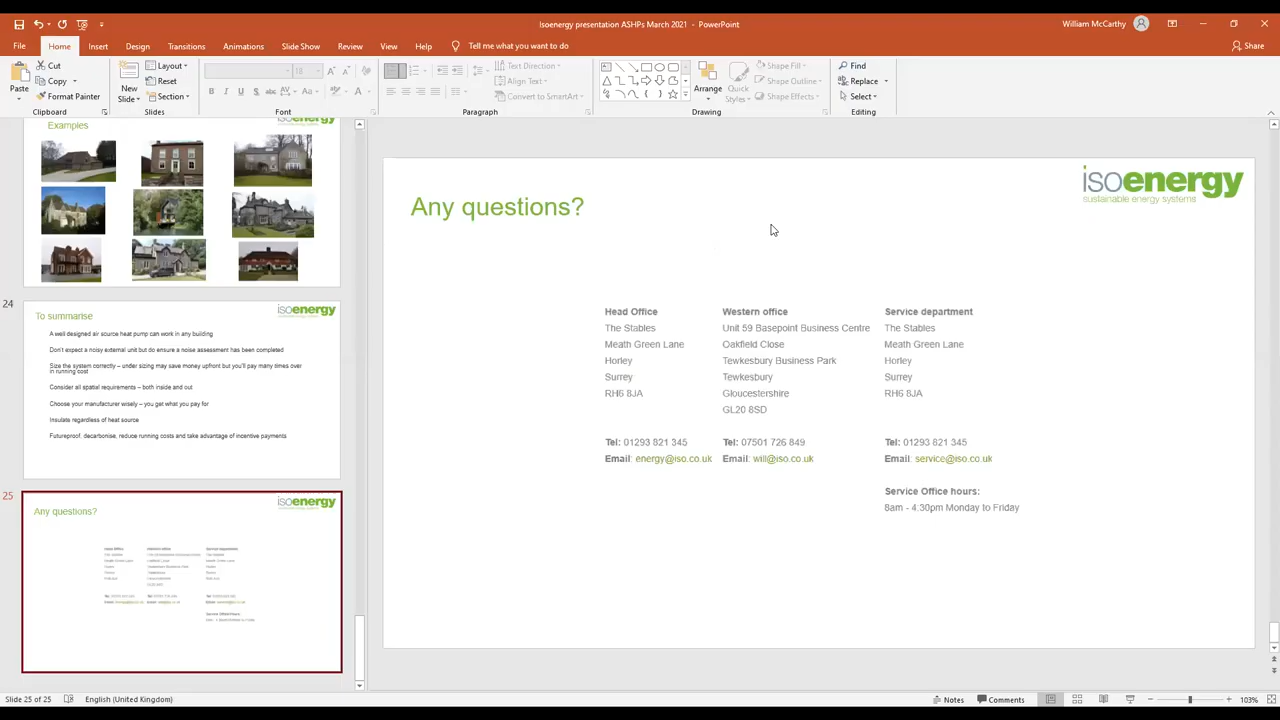 Isoenergy presentation ASHPs March 2021 - PowerPoint
William McCarthy
File Home Insert Design Transitions Animations Slide Show Review View Help Tell me what you want to do Share
Cut
Copy
Format Painter
Paste
Clipboard
New
Slide
Layout
Reset
Section
Slides
18
Font
Text Direction
Align Text
Convert to SmartArt
Paragraph
Arrange
Quick
Styles
Shape Fill
Shape Outline
Shape Effects
Drawing
Find
Replace
Select
Editing
Examples
isoenergy
24
To summarise
isoenergy
A well designed air source heat pump can work in any building
Don't expect a noisy external unit but do ensure a noise assessment has been completed
Size the system correctly – under sizing may save money upfront but you'll pay many times over
in running cost
Consider all spatial requirements – both inside and out
Choose your manufacturer wisely – you get what you pay for
Insulate regardless of heat source
Futureproof, decarbonise, reduce running costs and take advantage of incentive payments
25
Any questions?
isoenergy
Any questions?
isoenergy
sustainable energy systems
Head Office
The Stables
Meath Green Lane
Horley
Surrey
RH6 8JA
Tel: 01293 821 345
Email: energy@iso.co.uk
Western office
Unit 59 Basepoint Business Centre
Oakfield Close
Tewkesbury Business Park
Tewkesbury
Gloucestershire
GL20 8SD
Tel: 07501 726 849
Email: will@iso.co.uk
Service department
The Stables
Meath Green Lane
Horley
Surrey
RH6 8JA
Tel: 01293 821 345
Email: service@iso.co.uk
Service Office hours:
8am - 4:30pm Monday to Friday
Slide 25 of 25 English (United Kingdom) Notes Comments 103%